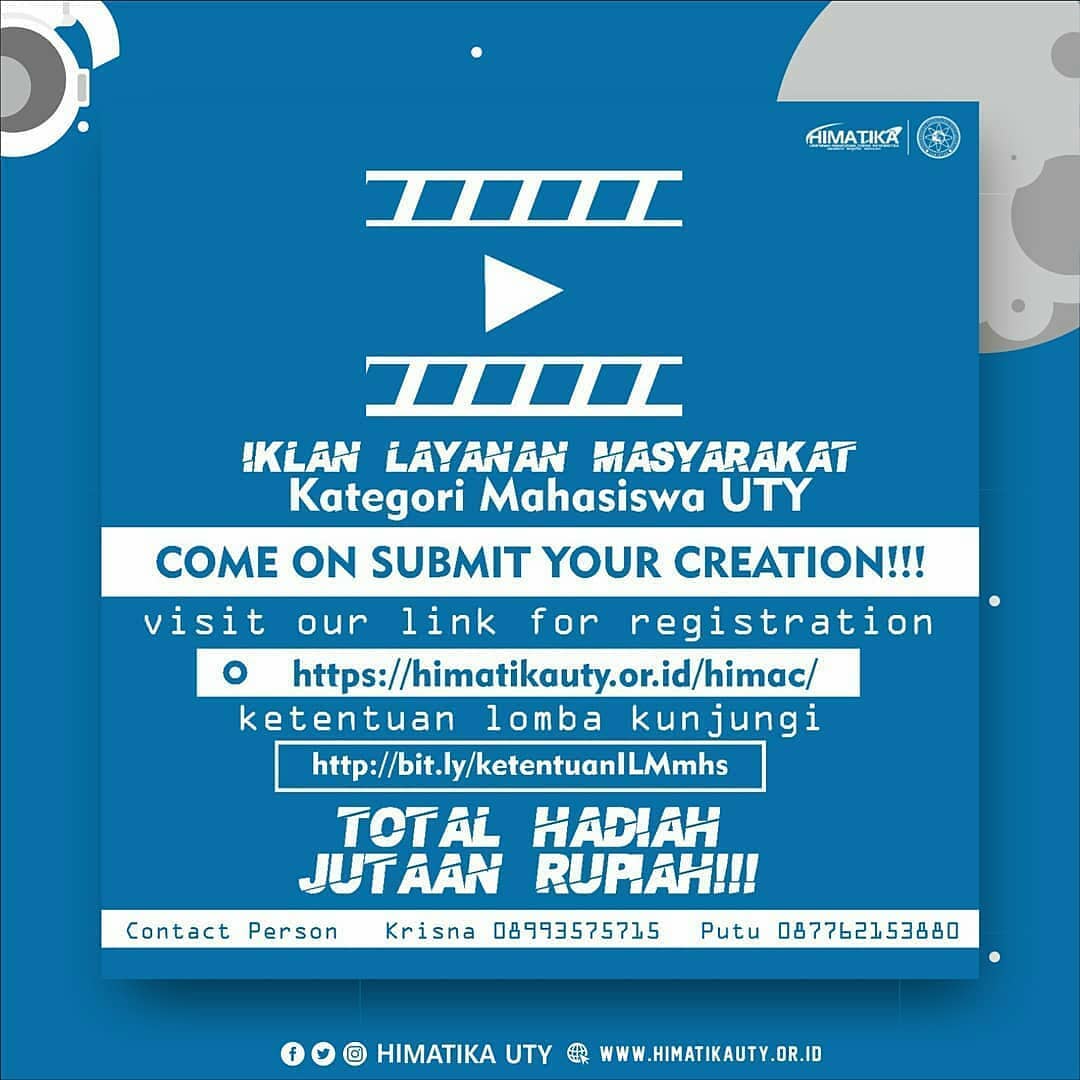 HIMATIKA
IKLAN LAYANAN MASYARAKAT
Kategori Mahasiswa UTY
COME ON SUBMIT YOUR CREATION!!!
visit our link for registration
https://himatikauty.or.id/himac/
ketentuan lomba kunjungi
http://bit.ly/ketentuanILMmhs
TOTAL HADIAH
JUTAAN RUPIAH!!!
Contact Person Krisna 08993575715 Putu 087762153880
HIMATIKA UTY WWW.HIMATIKAUTY.OR.ID